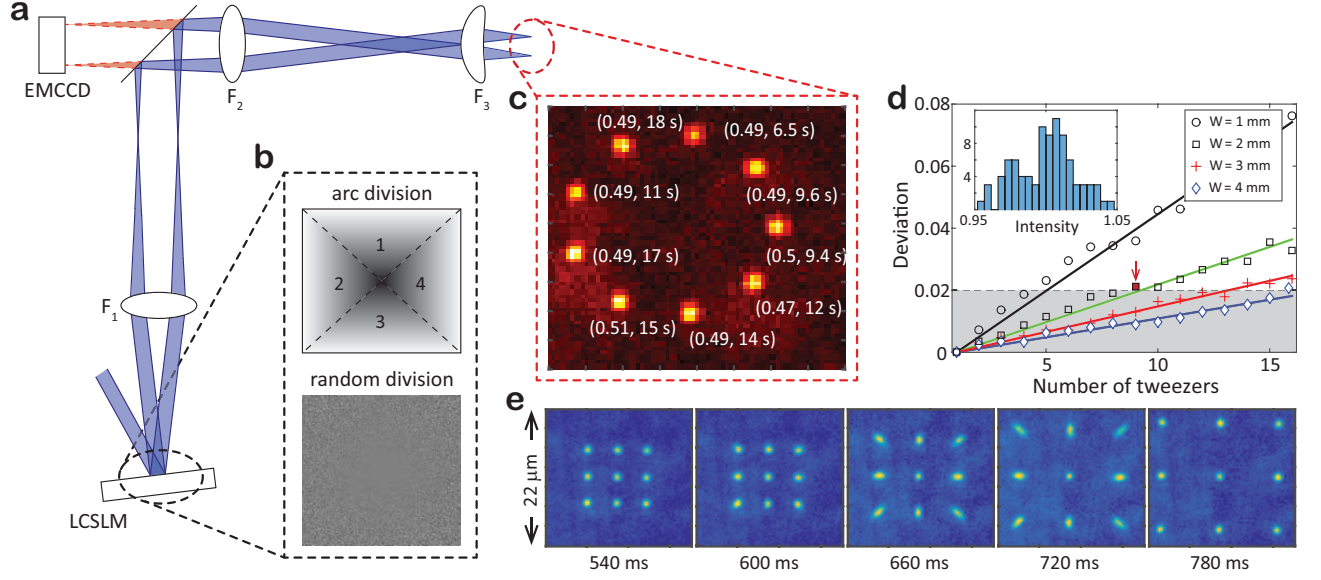 a
EMCCD
F2
F3
F1
LCSLM
b
arc division
1
2
4
3
random division
c
(0.49, 18 s)
(0.49, 6.5 s)
(0.49, 11 s)
(0.49, 9.6 s)
(0.49, 17 s)
(0.5, 9.4 s)
(0.47, 12 s)
(0.51, 15 s)
(0.49, 14 s)
d
0.08
0.06
0.04
0.02
0
Deviation
5
10
15
Number of tweezers
8
4
0.95
1.05
Intensity
W = 1 mm
W = 2 mm
W = 3 mm
W = 4 mm
e
22 µm
540 ms
600 ms
660 ms
720 ms
780 ms